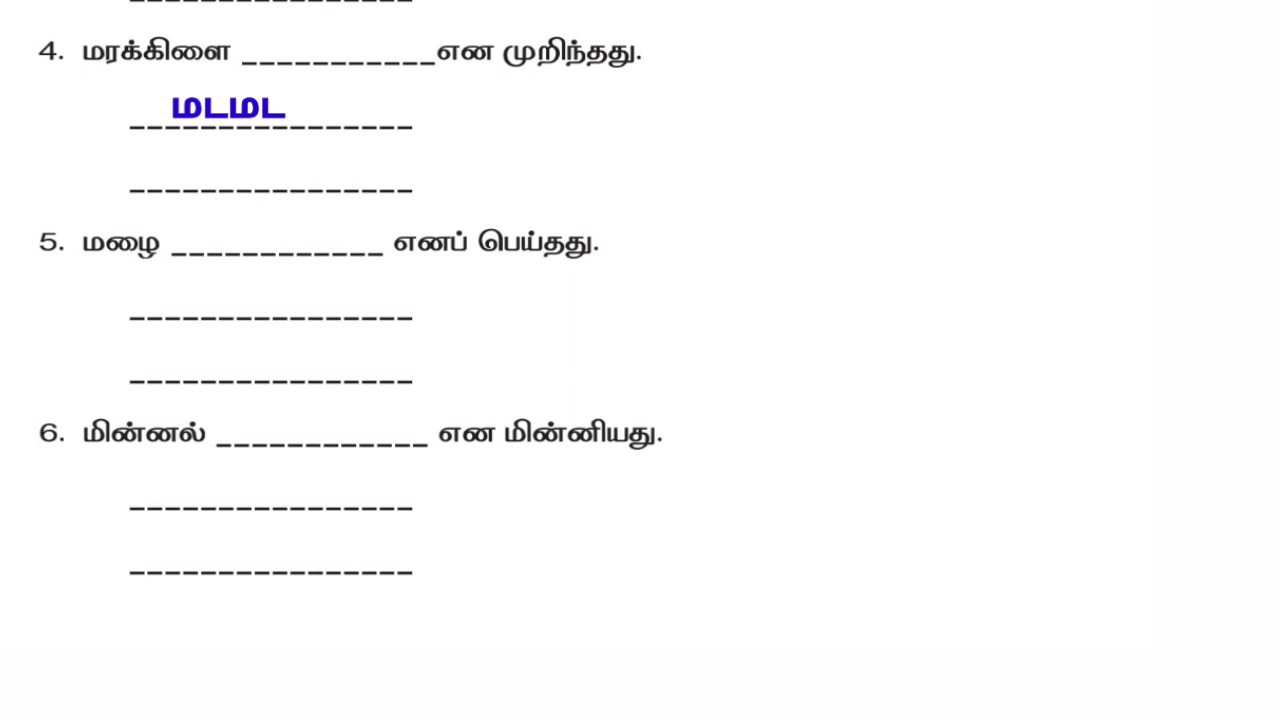 4. மரக்கிளை ___________என முறிந்தது.
மடமட
5. மழை ____________ எனப் பெய்தது.
6. மின்னல் ____________ என மின்னியது.